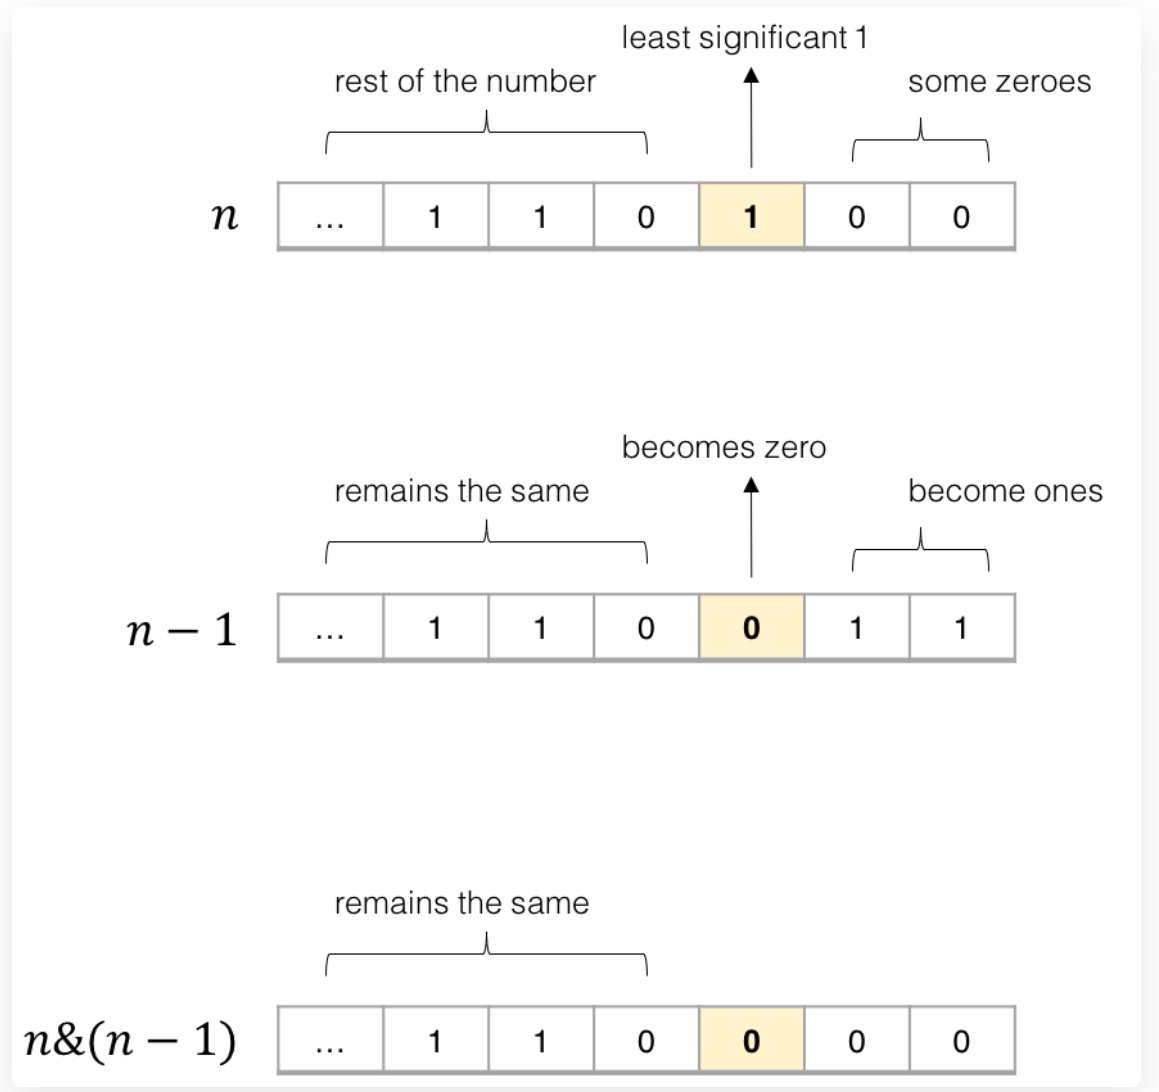 least significant 1
rest of the number
some zeroes
n ... 1 1 0 1 0 0
becomes zero
remains the same
become ones
n − 1 ... 1 1 0 0 1 1
remains the same
n&(n − 1) ... 1 1 0 0 0 0